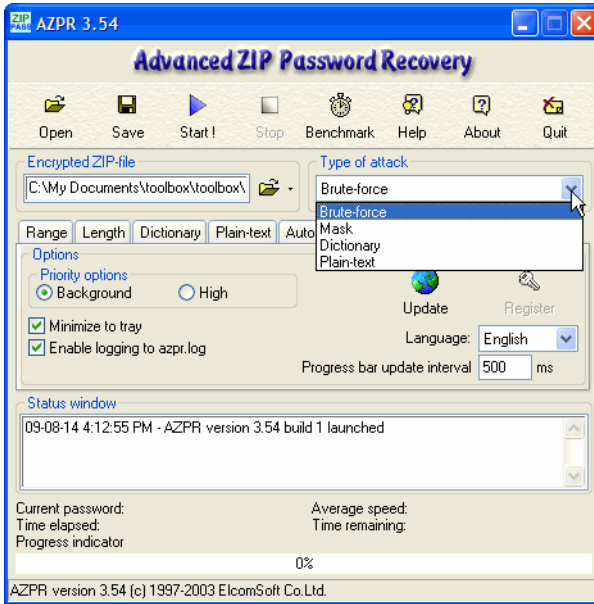 ZIP
PASS
AZPR 3.54
Advanced ZIP Password Recovery
Open
Save
Start!
Stop
Benchmark
Help
About
Quit
Encrypted ZIP-file
C:\My Documents\toolbox\toolbox\
Type of attack
Brute-force
Brute-force
Mask
Dictionary
Plain-text
Range
Length
Dictionary
Plain-text
Auto
Options
Priority options
Background
High
Minimize to tray
Enable logging to azpr.log
Update
Register
Language:
English
Progress bar update interval
500
ms
Status window
09-08-14 4:12:55 PM - AZPR version 3.54 build 1 launched
Current password:
Average speed:
Time elapsed:
Time remaining:
Progress indicator
0%
AZPR version 3.54 (c) 1997-2003 ElcomSoft Co.Ltd.